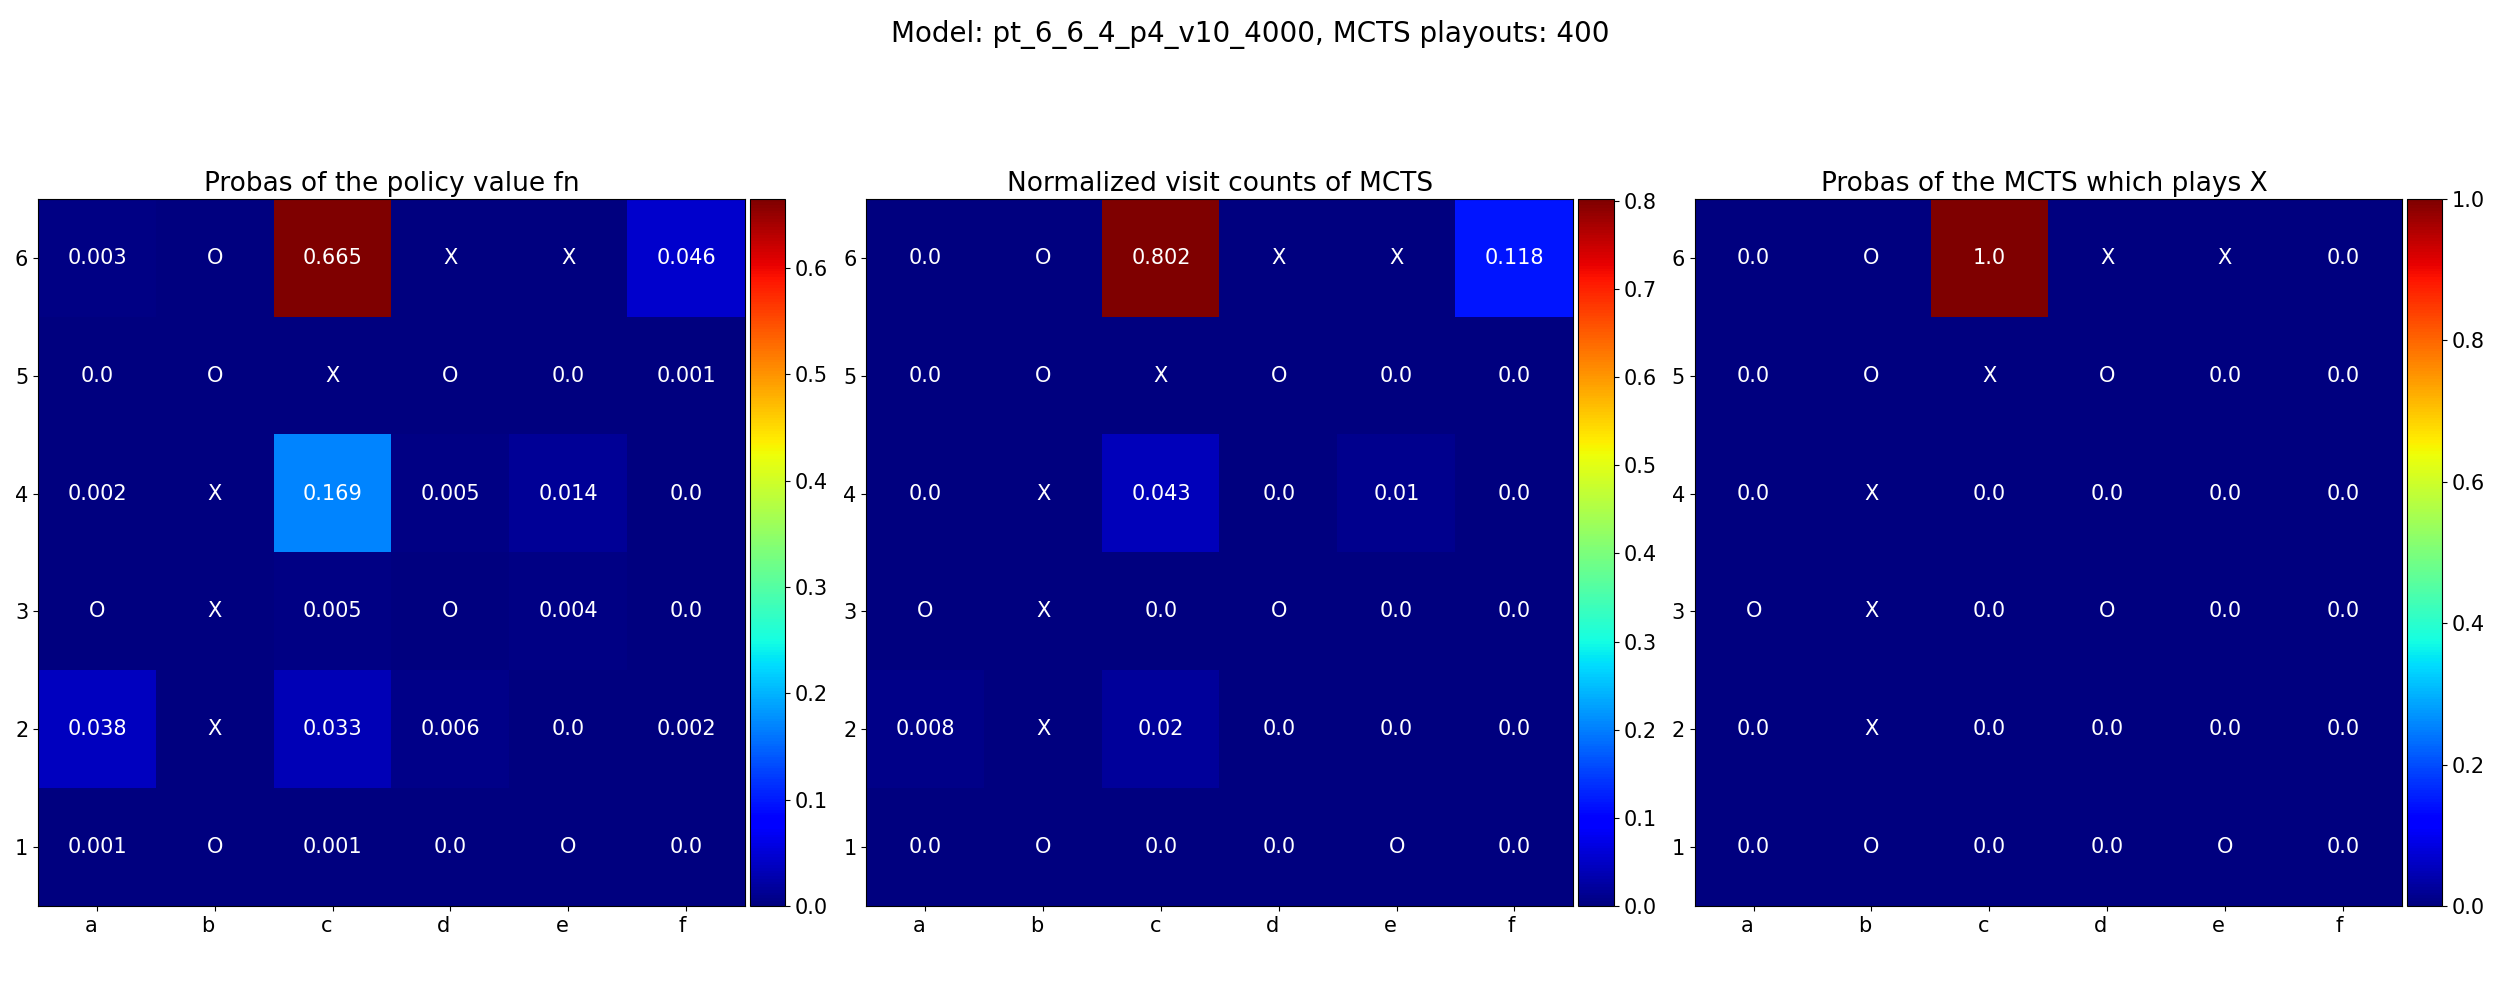 Model: pt_6_6_4_p4_v10_4000, MCTS playouts: 400
Probas of the policy value fn
6 0.003 O 0.665 X X 0.046
5 0.0 O X O 0.0 0.001
4 0.002 X 0.169 0.005 0.014 0.0
3 O X 0.005 O 0.004 0.0
2 0.038 X 0.033 0.006 0.0 0.002
1 0.001 O 0.001 0.0 O 0.0
a b c d e f
0.6
0.5
0.4
0.3
0.2
0.1
0.0
Normalized visit counts of MCTS
6 0.0 O 0.802 X X 0.118
5 0.0 O X O 0.0 0.0
4 0.0 X 0.043 0.0 0.01 0.0
3 O X 0.0 O 0.0 0.0
2 0.008 X 0.02 0.0 0.0 0.0
1 0.0 O 0.0 0.0 O 0.0
a b c d e f
0.8
0.7
0.6
0.5
0.4
0.3
0.2
0.1
0.0
Probas of the MCTS which plays X
6 0.0 O 1.0 X X 0.0
5 0.0 O X O 0.0 0.0
4 0.0 X 0.0 0.0 0.0 0.0
3 O X 0.0 O 0.0 0.0
2 0.0 X 0.0 0.0 0.0 0.0
1 0.0 O 0.0 0.0 O 0.0
a b c d e f
1.0
0.8
0.6
0.4
0.2
0.0